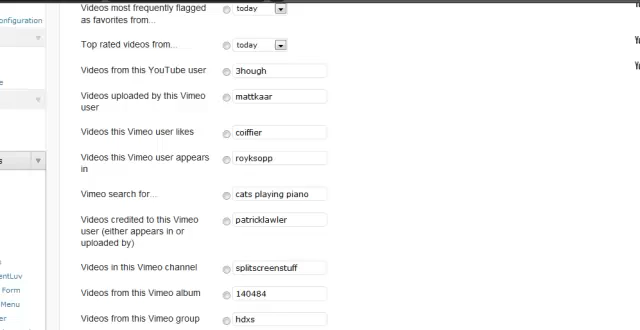 Videos most frequently flagged
as favorites from...
today
onfiguration
Top rated videos from...
today
Videos from this YouTube user
3hough
Videos uploaded by this Vimeo
user
mattkaar
Videos this Vimeo user likes
coiffier
Videos this Vimeo user appears
in
royksopp
Vimeo search for...
cats playing piano
Videos credited to this Vimeo
user (either appears in or
uploaded by)
patricklawler
Videos in this Vimeo channel
splitscreenstuff
entLuv
Form
Videos from this Vimeo album
140484
Menu
er
Videos from this Vimeo group
hdxs